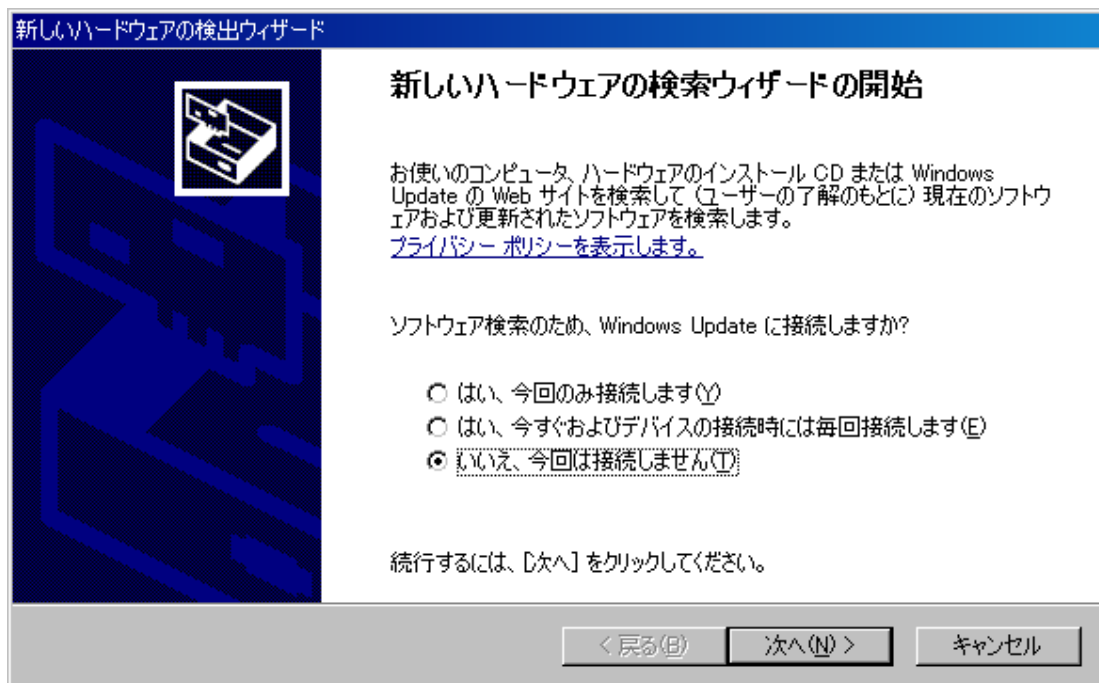 新しいハードウェアの検出ウィザード
新しいハードウェアの検索ウィザードの開始
お使いのコンピュータ、ハードウェアのインストール CD または Windows
Update の Web サイトを検索して (ユーザーの了解のもとに) 現在のソフトウ
ェアおよび更新されたソフトウェアを検索します。
プライバシー ポリシーを表示します。
ソフトウェア検索のため、Windows Update に接続しますか?
はい、今回のみ接続します(Y)
はい、今すぐおよびデバイスの接続時には毎回接続します(E)
いいえ、今回は接続しません(T)
続行するには、[次へ] をクリックしてください。
< 戻る(B) 次へ(N) > キャンセル